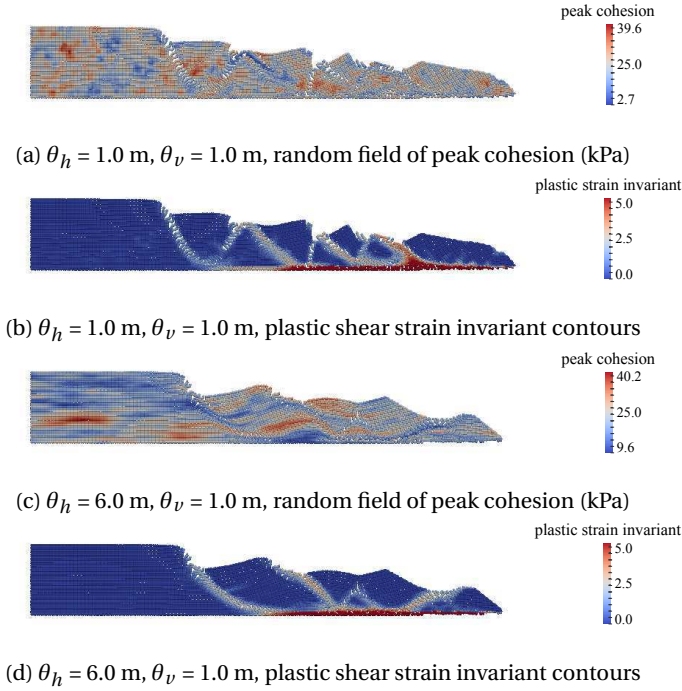 peak cohesion
39.6
25.0
2.7
(a) θh = 1.0 m, θv = 1.0 m, random field of peak cohesion (kPa)
plastic strain invariant
5.0
2.5
0.0
(b) θh = 1.0 m, θv = 1.0 m, plastic shear strain invariant contours
peak cohesion
40.2
25.0
9.6
(c) θh = 6.0 m, θv = 1.0 m, random field of peak cohesion (kPa)
plastic strain invariant
5.0
2.5
0.0
(d) θh = 6.0 m, θv = 1.0 m, plastic shear strain invariant contours